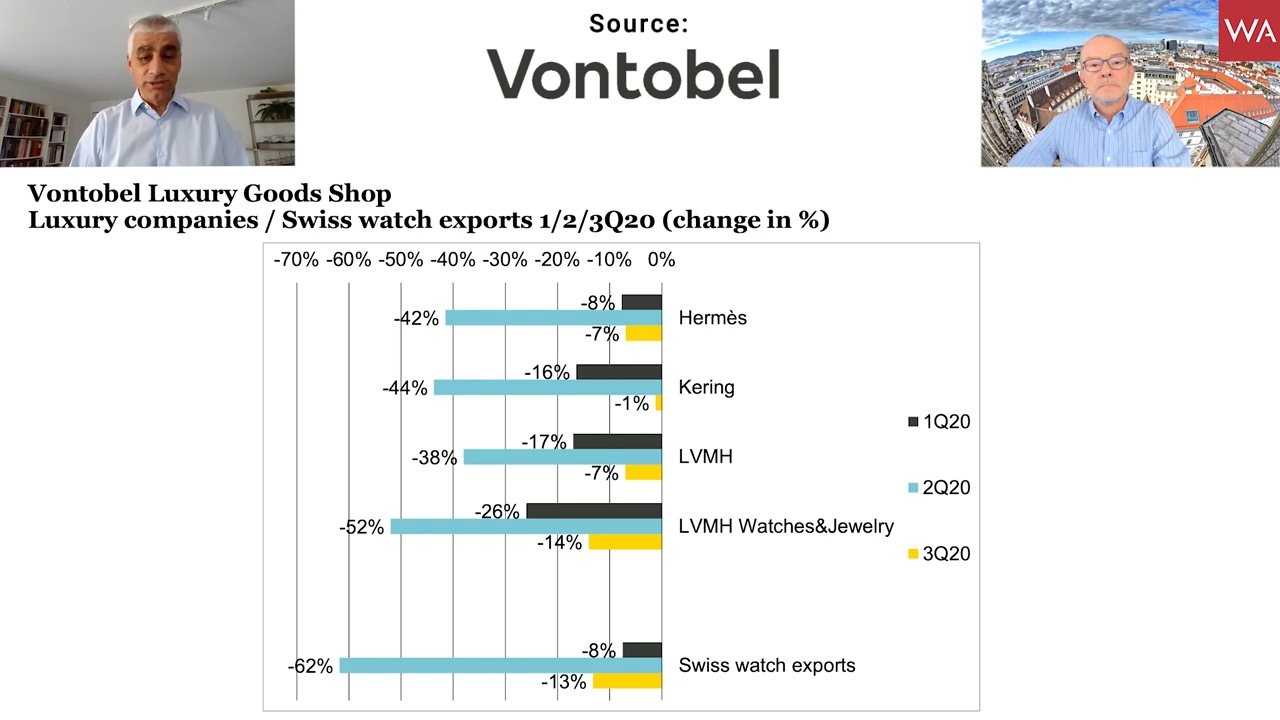 Source:
Vontobel
WA
Vontobel Luxury Goods Shop
Luxury companies / Swiss watch exports 1/2/3Q20 (change in %)
-70% -60% -50% -40% -30% -20% -10% 0%
-8%
-42% Hermès
-7%
-16%
-44% Kering
-1%
1Q20
-17%
-38% LVMH
-7%
2Q20
-26%
-52% LVMH Watches&Jewelry
-14%
3Q20
-8%
-62% Swiss watch exports
-13%